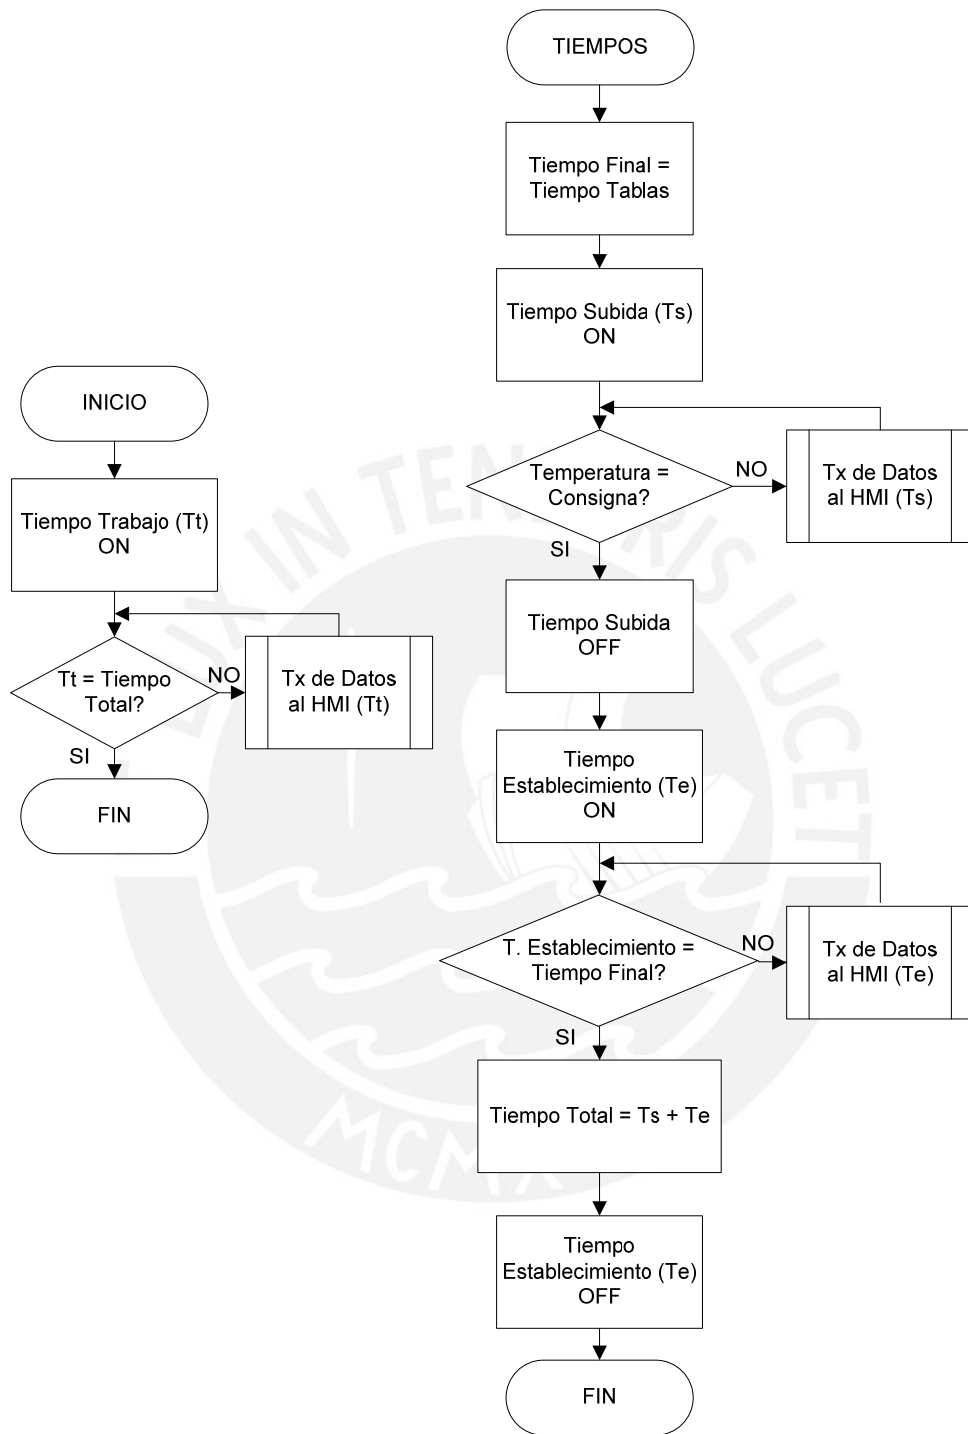 INICIO
Tiempo Trabajo (Tt)
ON
Tt = Tiempo
Total?
NO
Tx de Datos
al HMI (Tt)
SI
FIN
TIEMPOS
Tiempo Final =
Tiempo Tablas
Tiempo Subida (Ts)
ON
Temperatura =
Consigna?
NO
Tx de Datos
al HMI (Ts)
SI
Tiempo Subida
OFF
Tiempo
Establecimiento (Te)
ON
T. Establecimiento =
Tiempo Final?
NO
Tx de Datos
al HMI (Te)
SI
Tiempo Total = Ts + Te
Tiempo
Establecimiento (Te)
OFF
FIN
LUCET